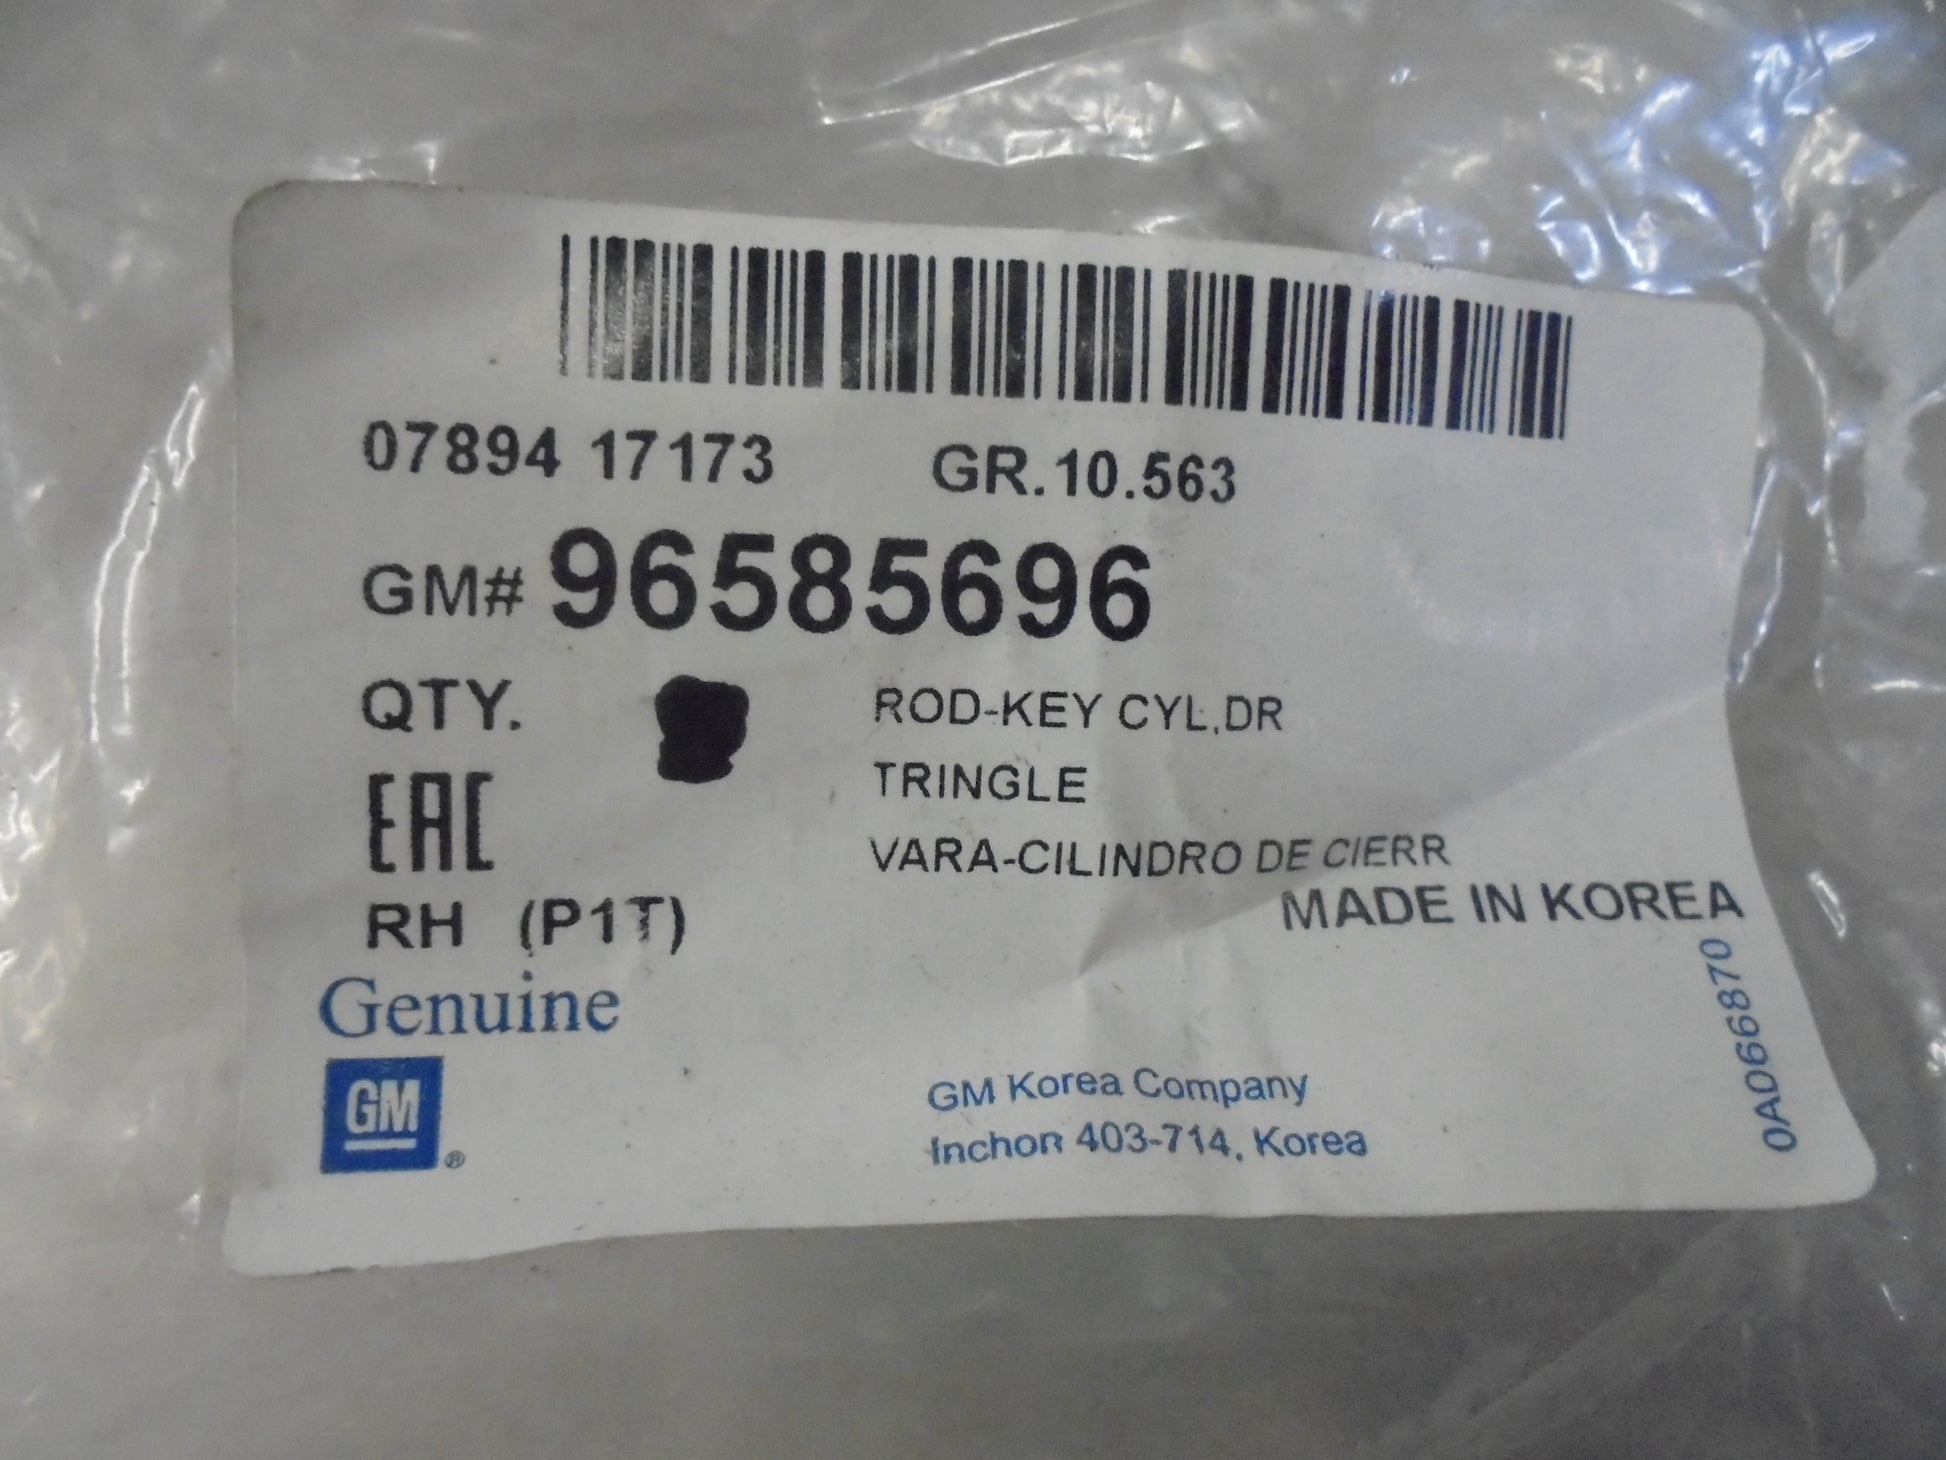 07894 17173 GR.10.563
GM# 96585696
QTY. ROD-KEY CYL,DR
EAC TRINGLE
VARA-CILINDRO DE CIERR
RH (P1T) MADE IN KOREA
Genuine
GM ®
GM Korea Company
Inchon 403-714, Korea
0AD66870